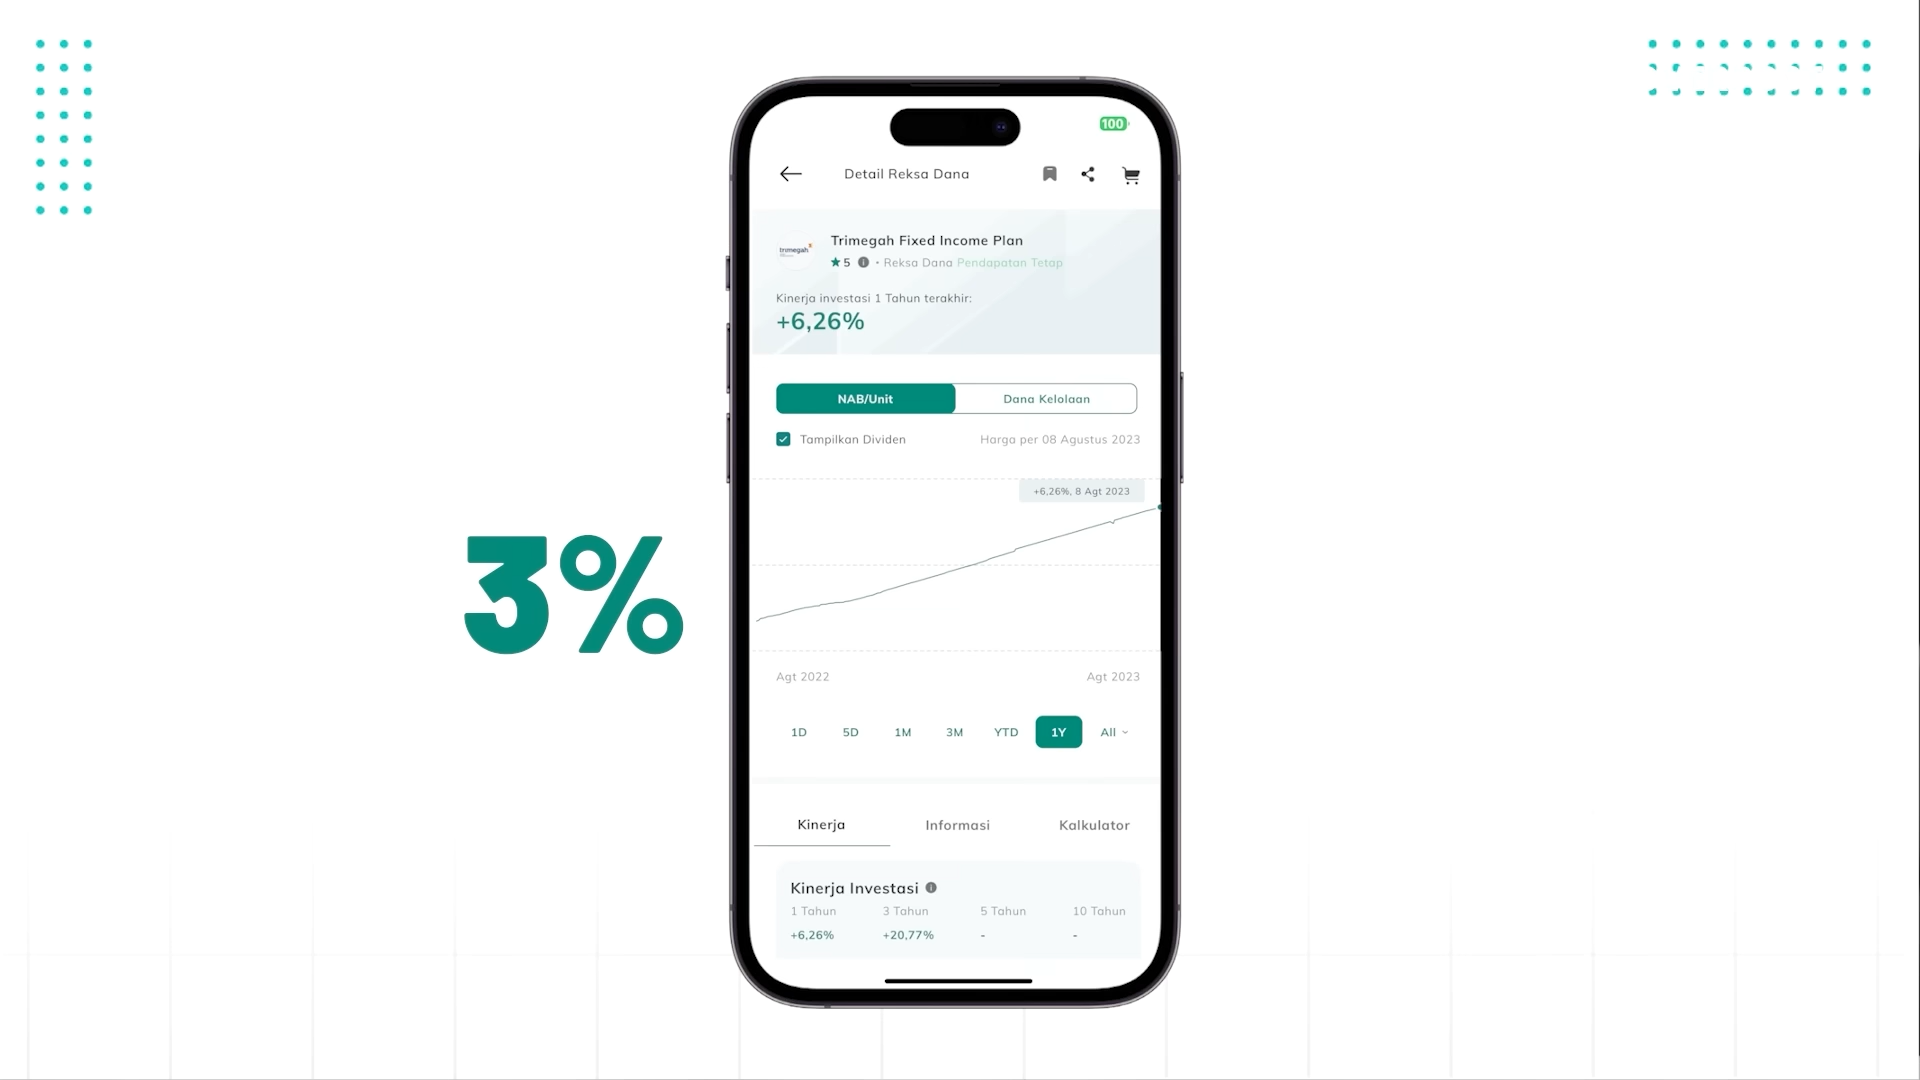 100
Detail Reksa Dana
trimegah
Trimegah Fixed Income Plan
5 • Reksa Dana Pendapatan Tetap
Kinerja investasi 1 Tahun terakhir:
+6,26%
NAB/Unit Dana Kelolaan
Tampilkan Dividen Harga per 08 Agustus 2023
+6,26%, 8 Agt 2023
3%
Agt 2022 Agt 2023
1D 5D 1M 3M YTD 1Y All
Kinerja Informasi Kalkulator
Kinerja Investasi
1 Tahun 3 Tahun 5 Tahun 10 Tahun
+6,26% +20,77% - -